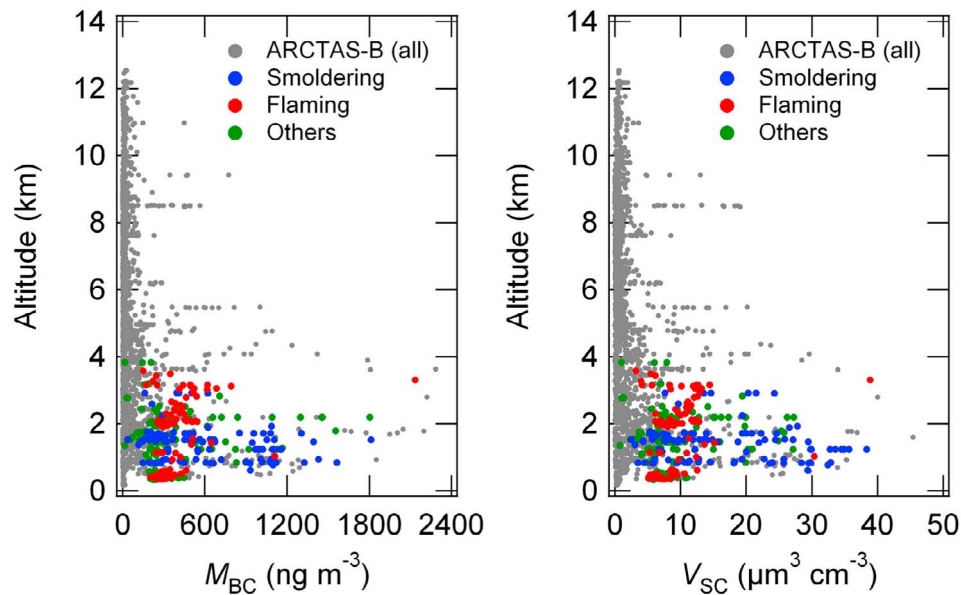 14
12
10
8
6
4
2
0
Altitude (km)
ARCTAS-B (all)
Smoldering
Flaming
Others
0 600 1200 1800 2400
M_BC (ng m⁻³)
14
12
10
8
6
4
2
0
Altitude (km)
ARCTAS-B (all)
Smoldering
Flaming
Others
0 10 20 30 40 50
V_SC (µm³ cm⁻³)